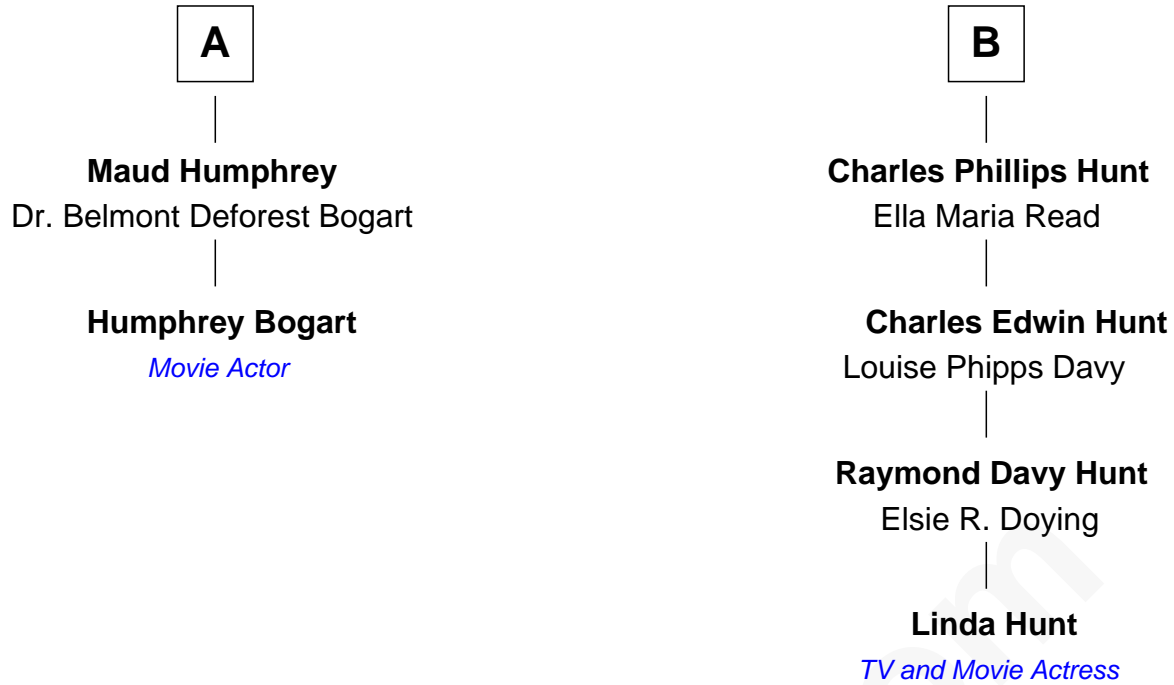 A
Maud Humphrey
Dr. Belmont Deforest Bogart
Humphrey Bogart
Movie Actor
B
Charles Phillips Hunt
Ella Maria Read
Charles Edwin Hunt
Louise Phipps Davy
Raymond Davy Hunt
Elsie R. Doying
Linda Hunt
TV and Movie Actress